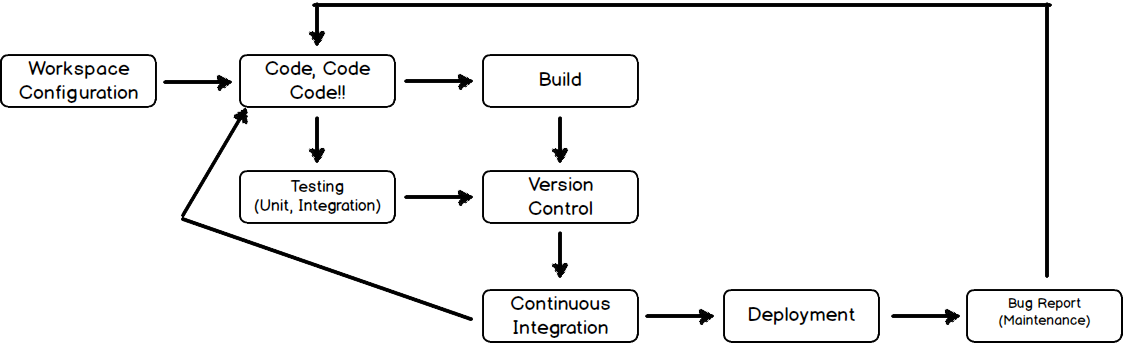 Workspace
Configuration
Code, Code
Code!!
Build
Testing
(Unit, Integration)
Version
Control
Continuous
Integration
Deployment
Bug Report
(Maintenance)